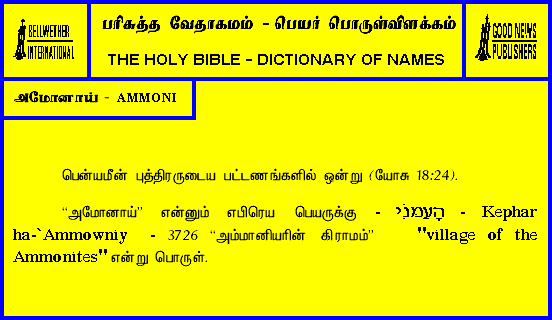 BELLWETHER
INTERNATIONAL
பரிசுத்த வேதாகமம் - பெயர் பொருள்விளக்கம்
THE HOLY BIBLE - DICTIONARY OF NAMES
GOOD NEWS
PUBLISHERS
அமோனாய் - AMMONI
பென்யமீன் புத்திரருடைய பட்டணங்களில் ஒன்று (யோசு 18:24).
“அமோனாய்” என்னும் எபிரெய பெயருக்கு - הָעַמֹּנִי - Kephar
ha-`Ammowniy - 3726 “அம்மானியரின் கிராமம்” "village of the
Ammonites" என்று பொருள்.